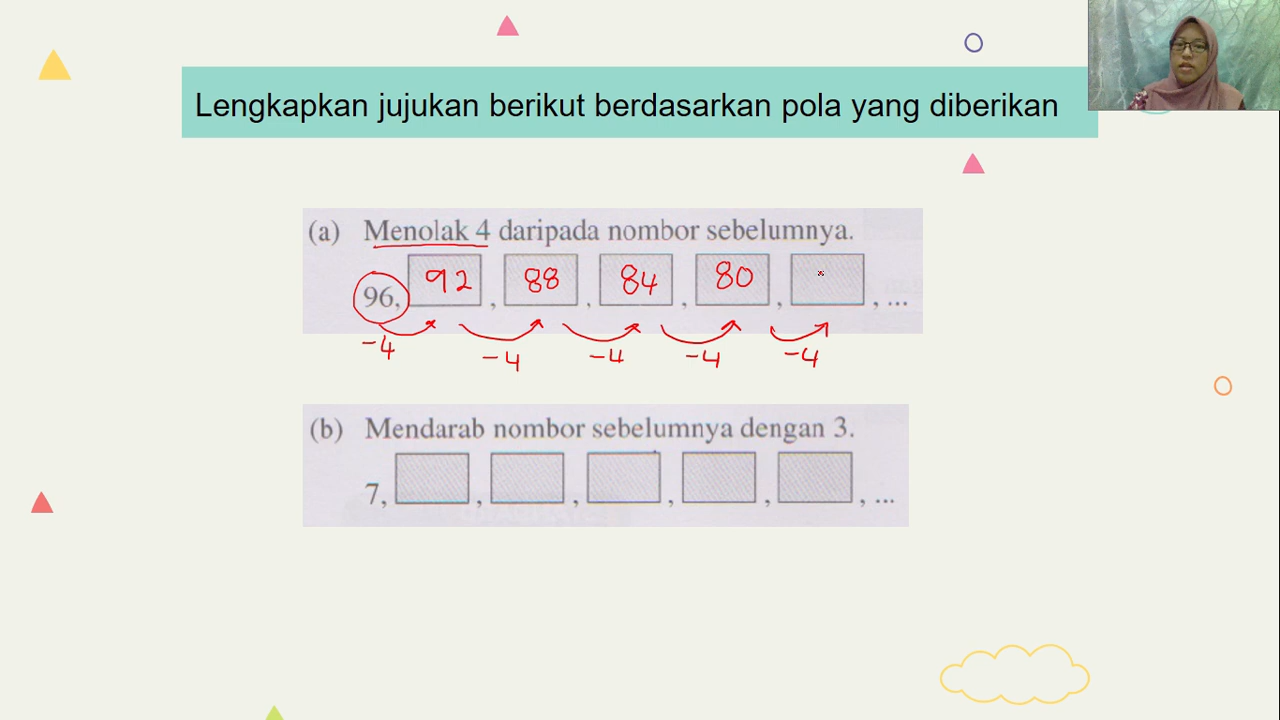 Lengkapkan jujukan berikut berdasarkan pola yang diberikan
(a) Menolak 4 daripada nombor sebelumnya.
96, 92 , 88 , 84 , 80 , , ...
-4 -4 -4 -4 -4
(b) Mendarab nombor sebelumnya dengan 3.
7, , , , , , ...